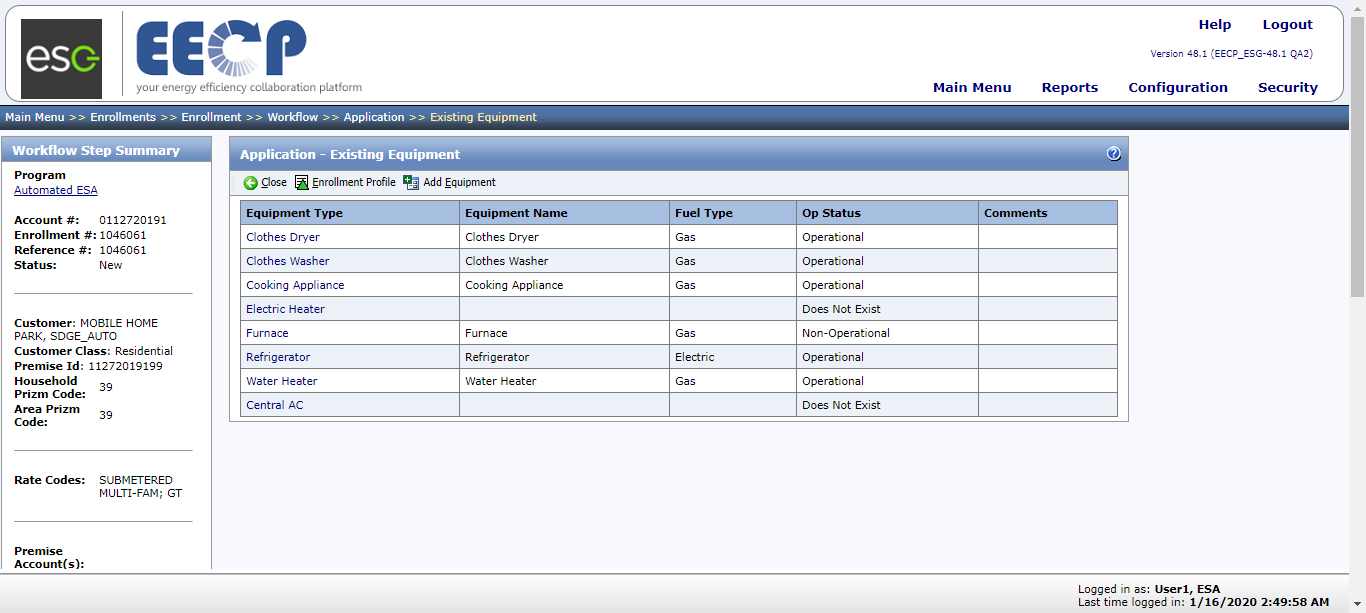 esg
EECP
your energy efficiency collaboration platform
Help Logout
Version 48.1 (EECP_ESG-48.1 QA2)
Main Menu Reports Configuration Security
Main Menu >> Enrollments >> Enrollment >> Workflow >> Application >> Existing Equipment
Workflow Step Summary
Program
Automated ESA
Account #: 0112720191
Enrollment #: 1046061
Reference #: 1046061
Status: New
Customer: MOBILE HOME
PARK, SDGE_AUTO
Customer Class: Residential
Premise Id: 11272019199
Household
Prizm Code: 39
Area Prizm
Code: 39
Rate Codes: SUBMETERED
MULTI-FAM; GT
Premise
Account(s):
Application - Existing Equipment
?
Close Enrollment Profile Add Equipment
Equipment Type Equipment Name Fuel Type Op Status Comments
Clothes Dryer Clothes Dryer Gas Operational
Clothes Washer Clothes Washer Gas Operational
Cooking Appliance Cooking Appliance Gas Operational
Electric Heater Does Not Exist
Furnace Furnace Gas Non-Operational
Refrigerator Refrigerator Electric Operational
Water Heater Water Heater Gas Operational
Central AC Does Not Exist
Logged in as: User1, ESA
Last time logged in: 1/16/2020 2:49:58 AM